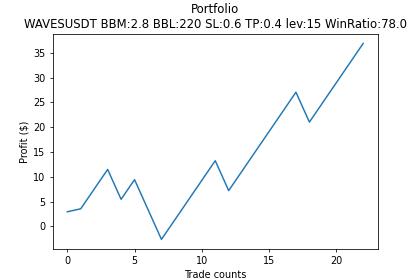 Portfolio
WAVESUSDT BBM:2.8 BBL:220 SL:0.6 TP:0.4 lev:15 WinRatio:78.0
35
30
25
20
15
10
5
0
Profit ($)
0 5 10 15 20
Trade counts